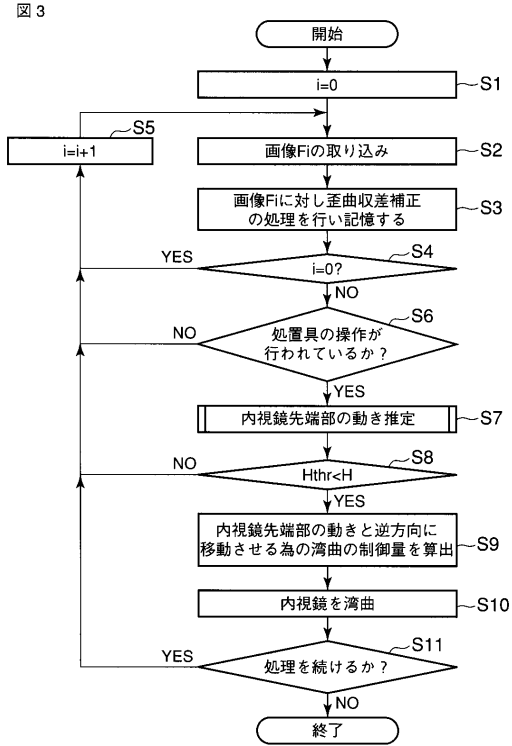 図3
開始
i=0
S1
S5
i=i+1
画像Fiの取り込み
S2
画像Fiに対し歪曲収差補正
の処理を行い記憶する
S3
S4
YES
i=0?
NO
S6
NO
処置具の操作が
行われているか？
YES
内視鏡先端部の動き推定
S7
S8
NO
Hthr<H
YES
内視鏡先端部の動きと逆方向に
移動させる為の湾曲の制御量を算出
S9
内視鏡を湾曲
S10
S11
YES
処理を続けるか？
NO
終了